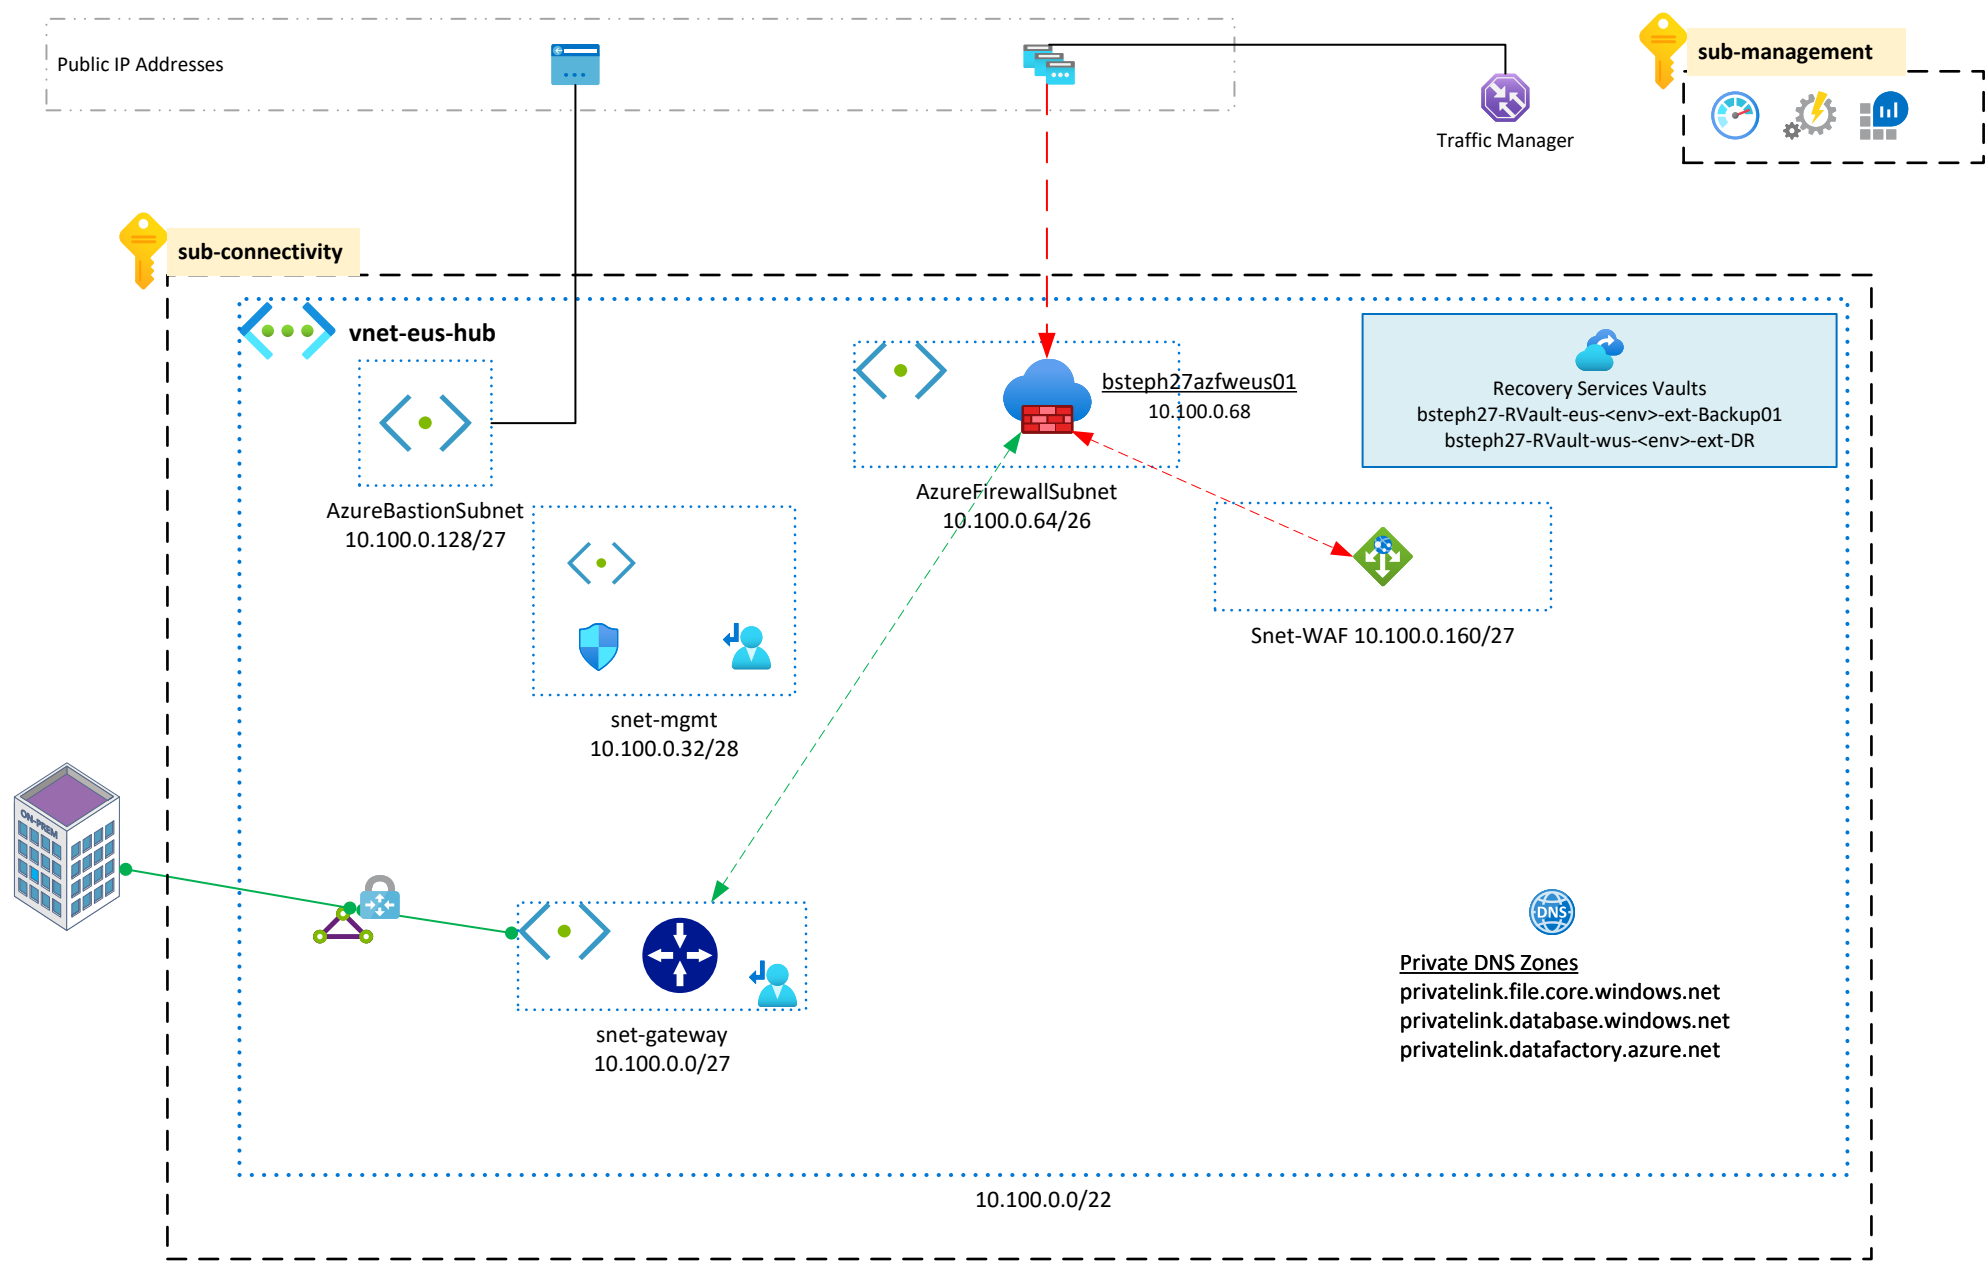 Public IP Addresses
Traffic Manager
sub-management
sub-connectivity
vnet-eus-hub
AzureBastionSubnet
10.100.0.128/27
bsteph27azfweus01
10.100.0.68
AzureFirewallSubnet
10.100.0.64/26
Recovery Services Vaults
bsteph27-RVault-eus-<env>-ext-Backup01
bsteph27-RVault-wus-<env>-ext-DR
Snet-WAF 10.100.0.160/27
snet-mgmt
10.100.0.32/28
ON-PREM
snet-gateway
10.100.0.0/27
DNS
Private DNS Zones
privatelink.file.core.windows.net
privatelink.database.windows.net
privatelink.datafactory.azure.net
10.100.0.0/22